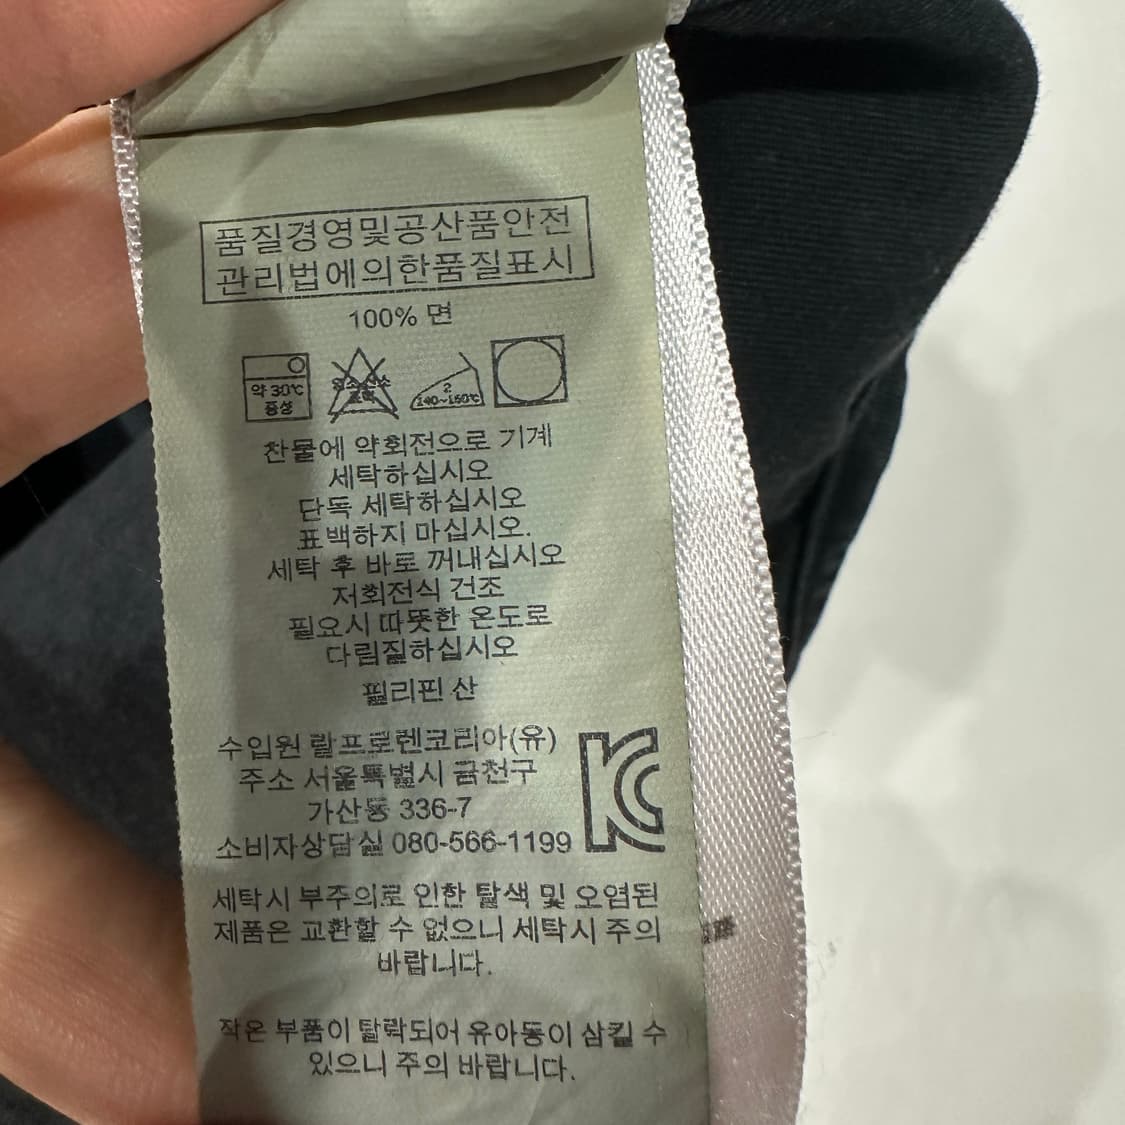 품질경영및공산품안전
관리법에의한품질표시
100% 면
약 30℃
중성
2
140~150℃
찬물에 약회전으로 기계
세탁하십시오
단독 세탁하십시오
표백하지 마십시오.
세탁 후 바로 꺼내십시오
저회전식 건조
필요시 따뜻한 온도로
다림질하십시오
필리핀 산
수입원 랄프로렌코리아(유)
주소 서울특별시 금천구
가산동 336-7
소비자상담실 080-566-1199
KC
세탁시 부주의로 인한 탈색 및 오염된
제품은 교환할 수 없으니 세탁시 주의
바랍니다.
작은 부품이 탈락되어 유아동이 삼킬 수
있으니 주의 바랍니다.